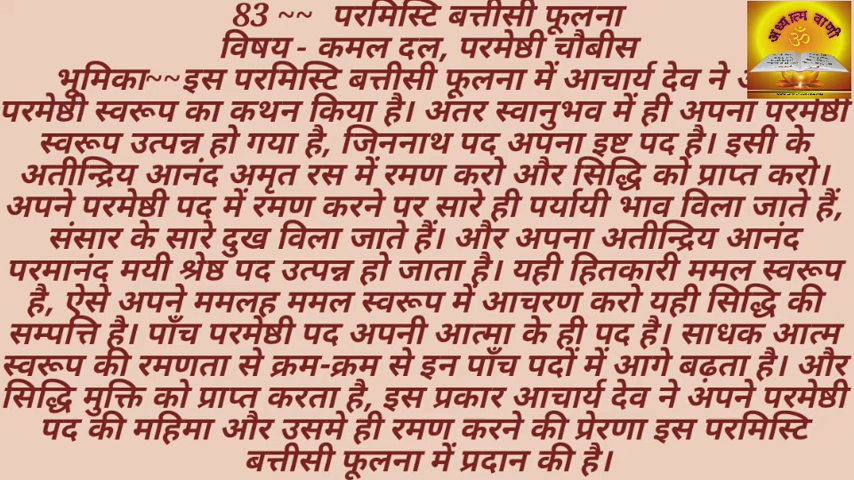 83 ~~ परमिस्टि बत्तीसी फूलना
विषय - कमल दल, परमेष्ठी चौबीस
भूमिका~~इस परमिस्टि बत्तीसी फूलना में आचार्य देव ने
परमेष्ठी स्वरूप का कथन किया है। अंतर स्वानुभव में ही अपना परमेष्ठी
स्वरूप उत्पन्न हो गया है, जिननाथ पद अपना इष्ट पद है। इसी के
अतीन्द्रिय आनंद अमृत रस में रमण करो और सिद्धि को प्राप्त करो।
अपने परमेष्ठी पद में रमण करने पर सारे ही पर्यायी भाव विला जाते हैं,
संसार के सारे दुख विला जाते हैं। और अपना अतीन्द्रिय आनंद
परमानंद मयी श्रेष्ठ पद उत्पन्न हो जाता है। यही हितकारी ममल स्वरूप
है, ऐसे अपने ममलह ममल स्वरूप में आचरण करो यही सिद्धि की
सम्पत्ति है। पाँच परमेष्ठी पद अपनी आत्मा के ही पद है। साधक आत्म
स्वरूप की रमणता से क्रम-क्रम से इन पाँच पदों में आगे बढ़ता है। और
सिद्धि मुक्ति को प्राप्त करता है, इस प्रकार आचार्य देव ने अपने परमेष्ठी
पद की महिमा और उसमे ही रमण करने की प्रेरणा इस परमिस्टि
बत्तीसी फूलना में प्रदान की है।
अध्यात्म वाणी
ॐ